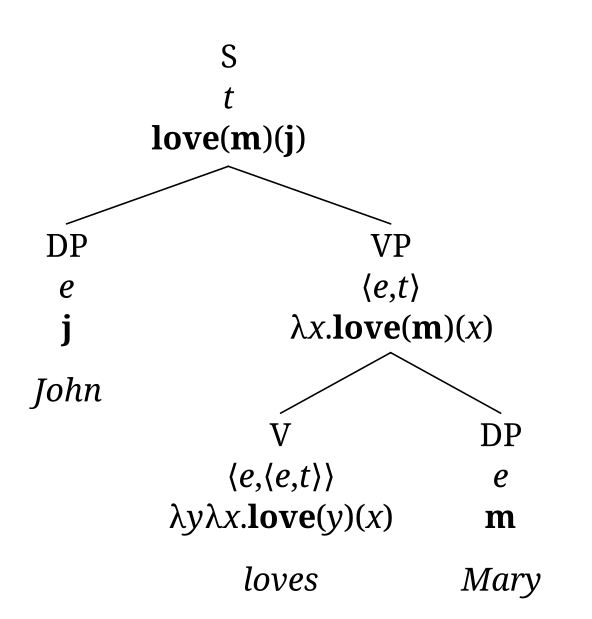 S
t
love(m)(j)
DP VP
e ⟨e,t⟩
j λx.love(m)(x)
John
V DP
⟨e,⟨e,t⟩⟩ e
λyλx.love(y)(x) m
loves Mary